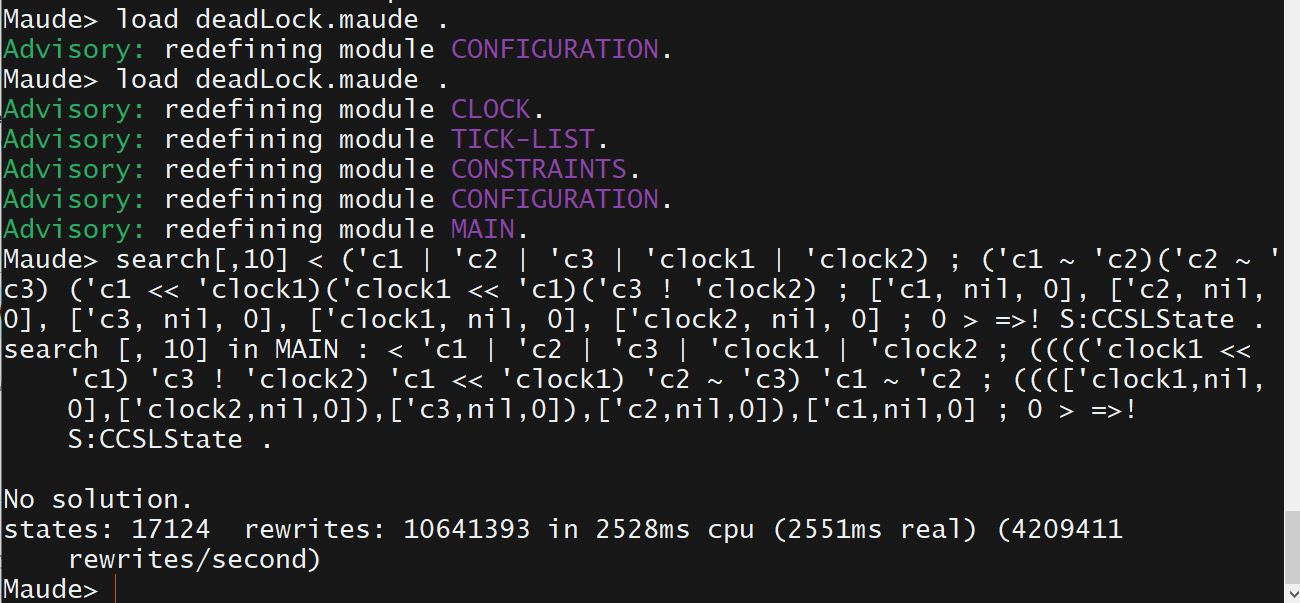 Maude> load deadLock.maude .
Advisory: redefining module CONFIGURATION.
Maude> load deadLock.maude .
Advisory: redefining module CLOCK.
Advisory: redefining module TICK-LIST.
Advisory: redefining module CONSTRAINTS.
Advisory: redefining module CONFIGURATION.
Advisory: redefining module MAIN.
Maude> search[,10] < ('c1 | 'c2 | 'c3 | 'clock1 | 'clock2) ; ('c1 ~ 'c2)('c2 ~ '
c3) ('c1 << 'clock1)('clock1 << 'c1)('c3 ! 'clock2) ; ['c1, nil, 0], ['c2, nil,
0], ['c3, nil, 0], ['clock1, nil, 0], ['clock2, nil, 0] ; 0 > =>! S:CCSLState .
search [, 10] in MAIN : < 'c1 | 'c2 | 'c3 | 'clock1 | 'clock2 ; (((('clock1 <<
'c1) 'c3 ! 'clock2) 'c1 << 'clock1) 'c2 ~ 'c3) 'c1 ~ 'c2 ; (((['clock1,nil,
0],['clock2,nil,0]),['c3,nil,0]),['c2,nil,0]),['c1,nil,0] ; 0 > =>!
S:CCSLState .
No solution.
states: 17124  rewrites: 10641393 in 2528ms cpu (2551ms real) (4209411
rewrites/second)
Maude>